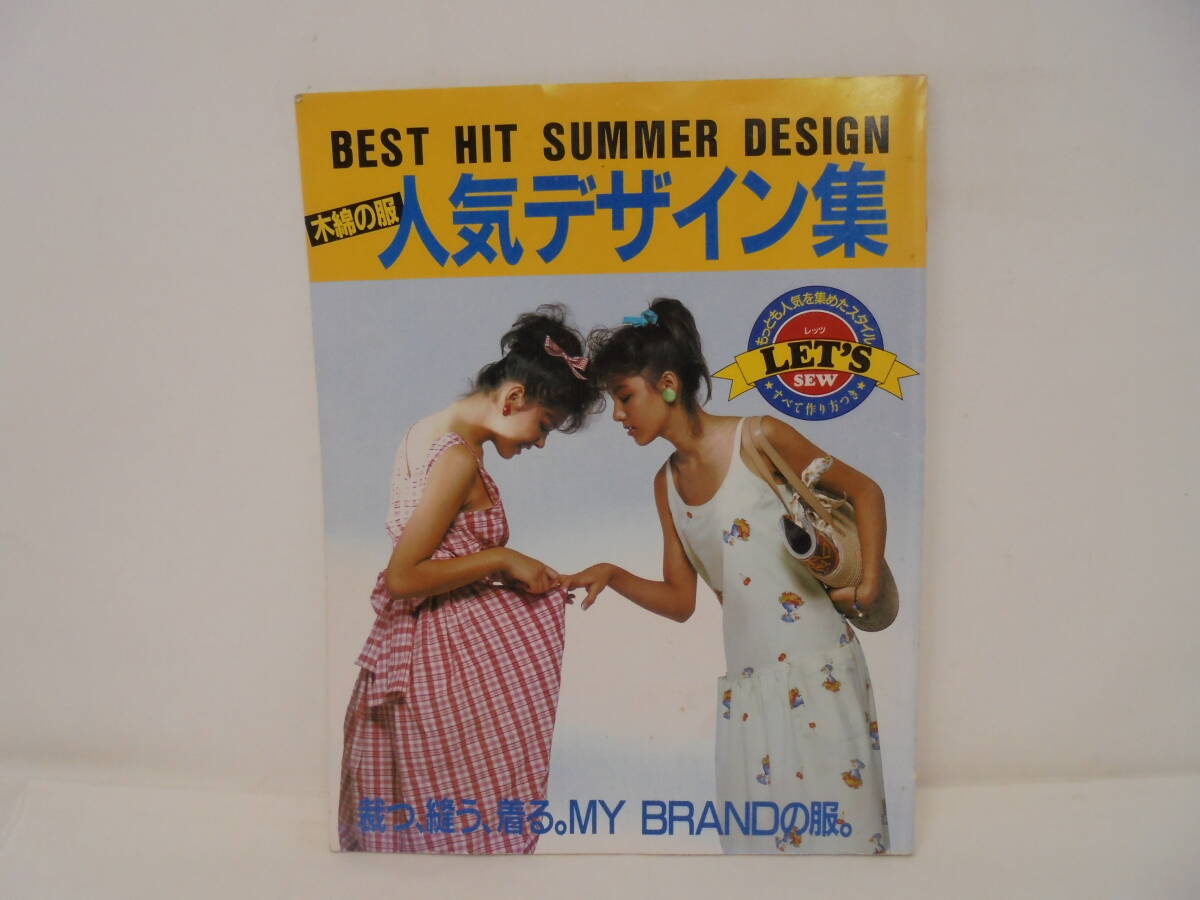 BEST HIT SUMMER DESIGN
木綿の服
人気デザイン集
もっとも人気を集めたスタイル
レッツ
LET'S
SEW
★すべて作り方つき★
裁つ、縫う、着る。MY BRANDの服。